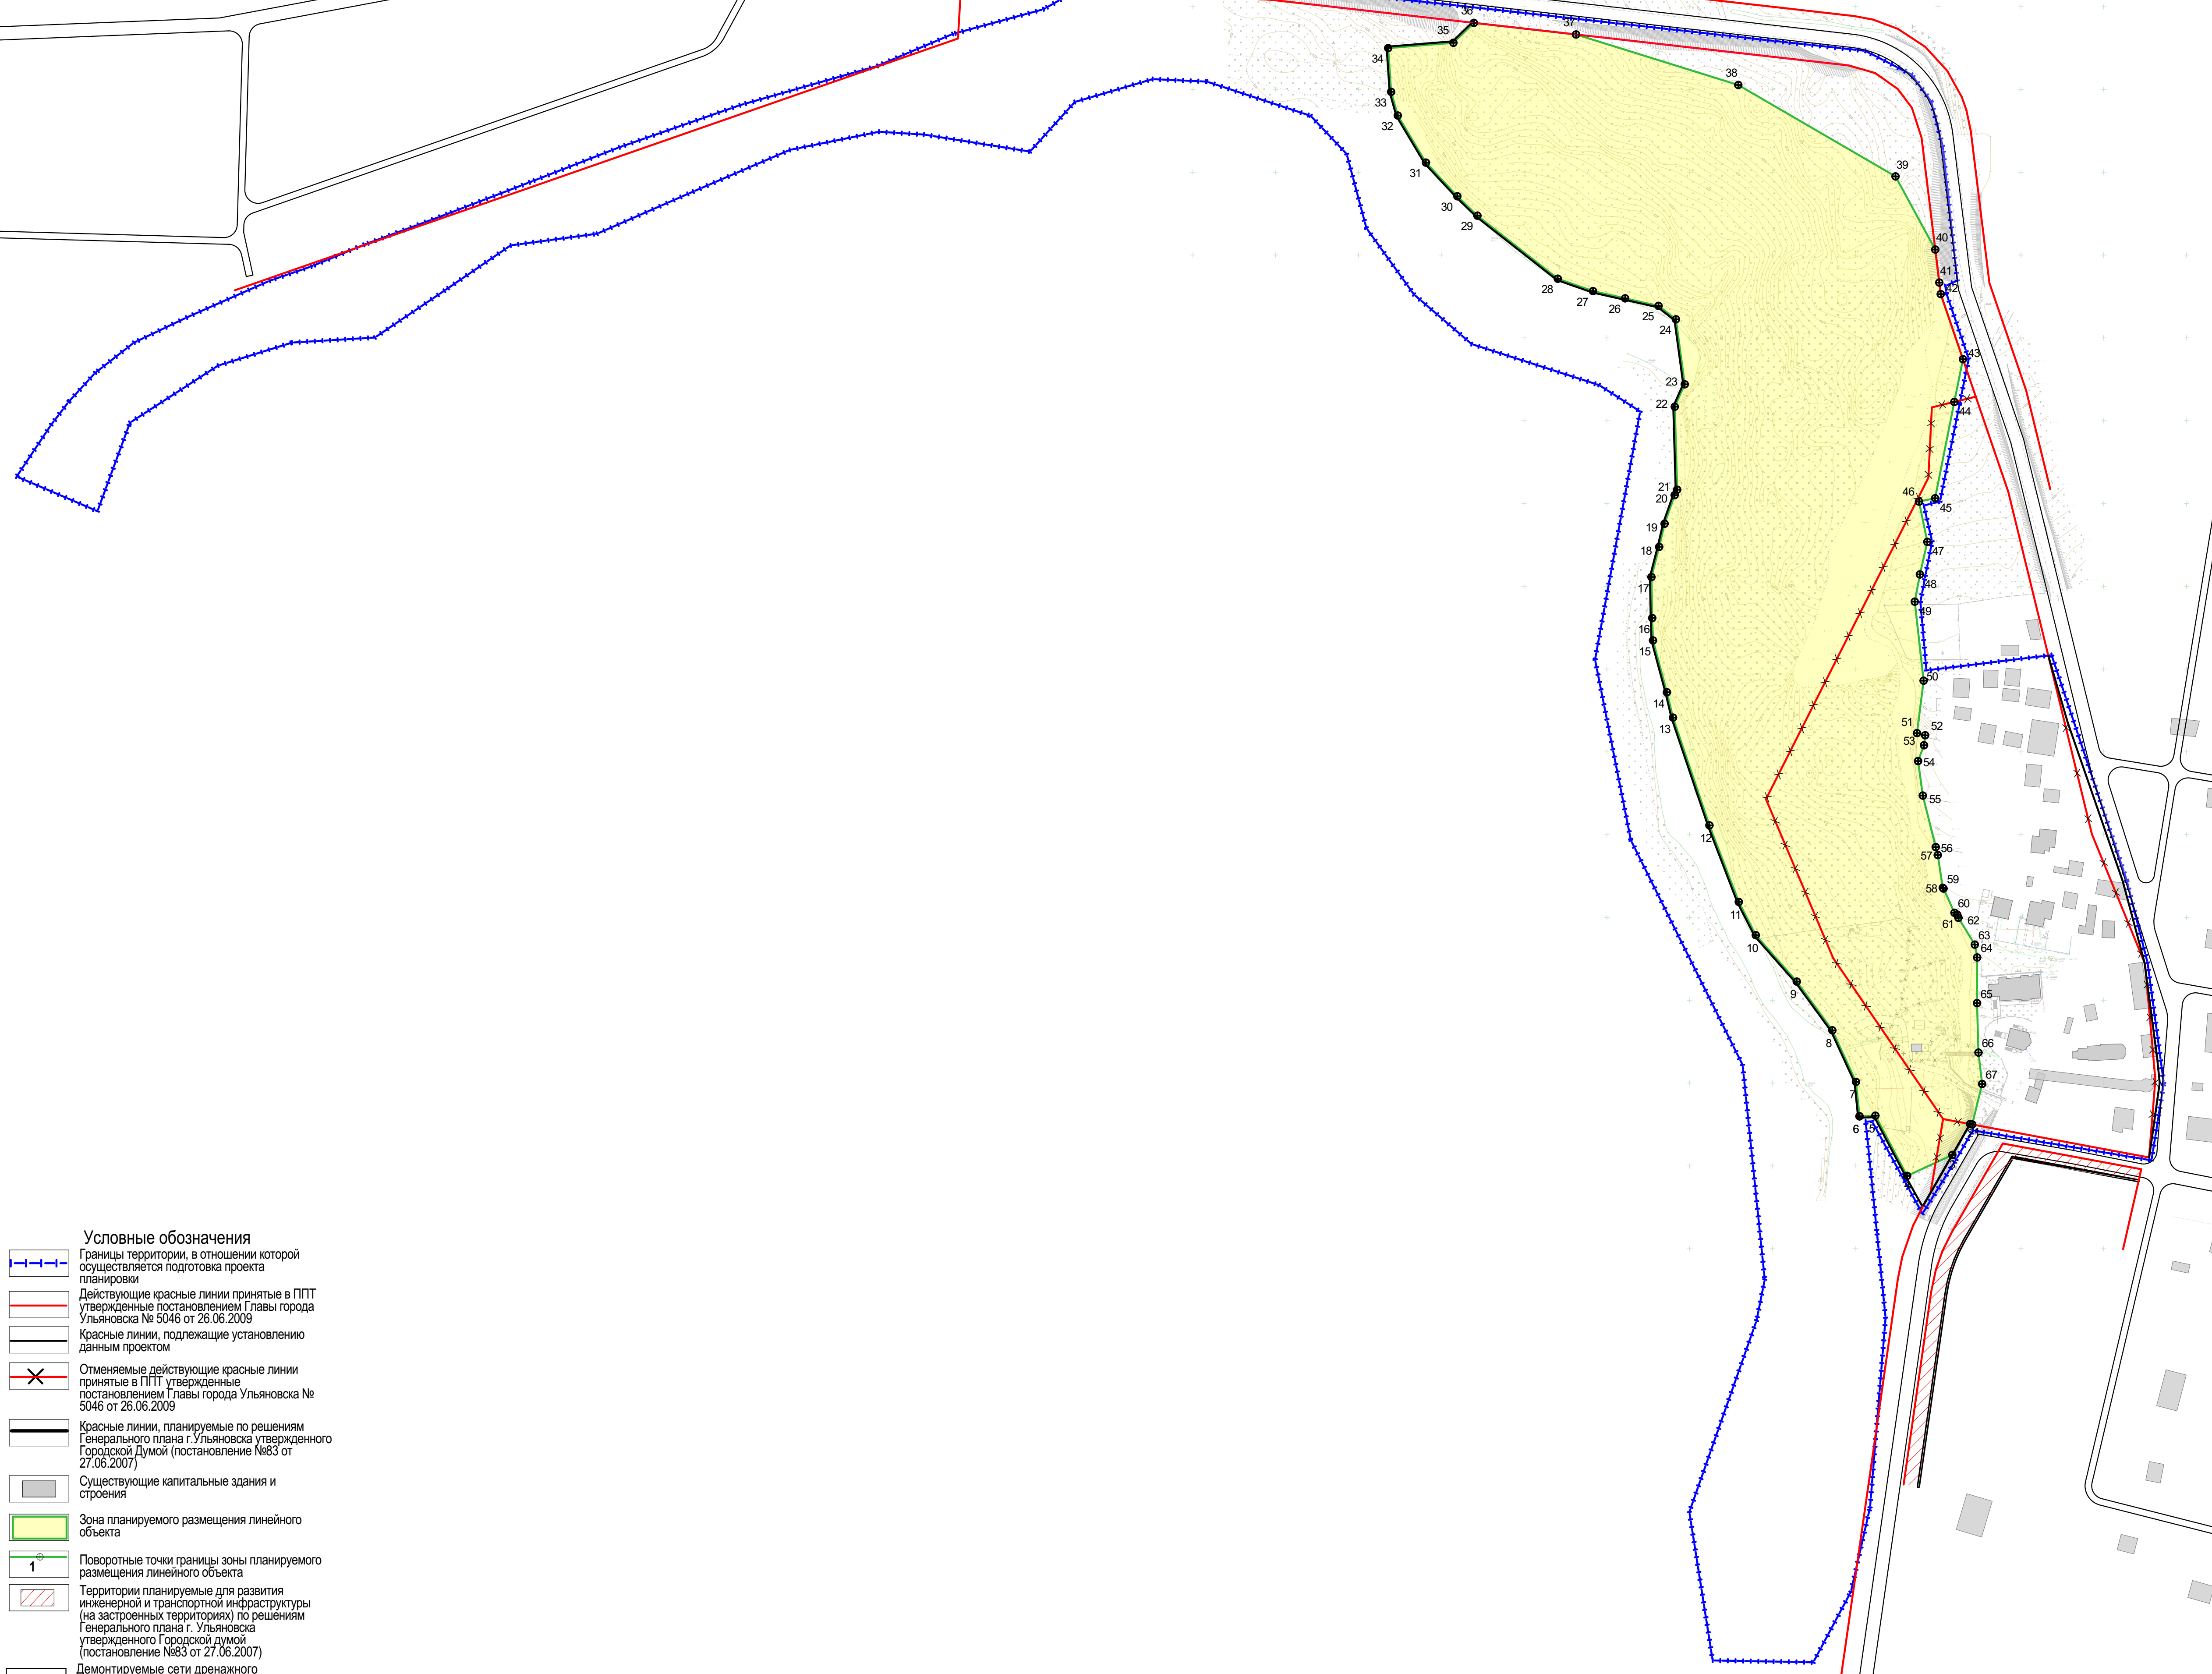 36
37
35
34
38
33
32
39
31
30
29
40
41
28
27
42
26
25
24
43
23
22
44
21
20
46
45
19
18
47
17
48
49
16
15
50
14
13
51
52
53
54
55
12
56
57
59
58
11
60
61
62
10
63
64
9
65
8
66
67
7
6
5
Условные обозначения
Границы территории, в отношении которой
осуществляется подготовка проекта
планировки
Действующие красные линии принятые в ППТ
утвержденные постановлением Главы города
Ульяновска № 5046 от 26.06.2009
Красные линии, подлежащие установлению
данным проектом
Отменяемые действующие красные линии
принятые в ППТ утвержденные
постановлением Главы города Ульяновска №
5046 от 26.06.2009
Красные линии, планируемые по решениям
Генерального плана г.Ульяновска утвержденного
Городской Думой (постановление №83 от
27.06.2007)
Существующие капитальные здания и
строения
Зона планируемого размещения линейного
объекта
1
Поворотные точки границы зоны планируемого
размещения линейного объекта
Территории планируемые для развития
инженерной и транспортной инфраструктуры
(на застроенных территориях) по решениям
Генерального плана г. Ульяновска
утвержденного Городской думой
(постановление №83 от 27.06.2007)
Демонтируемые сети дренажного